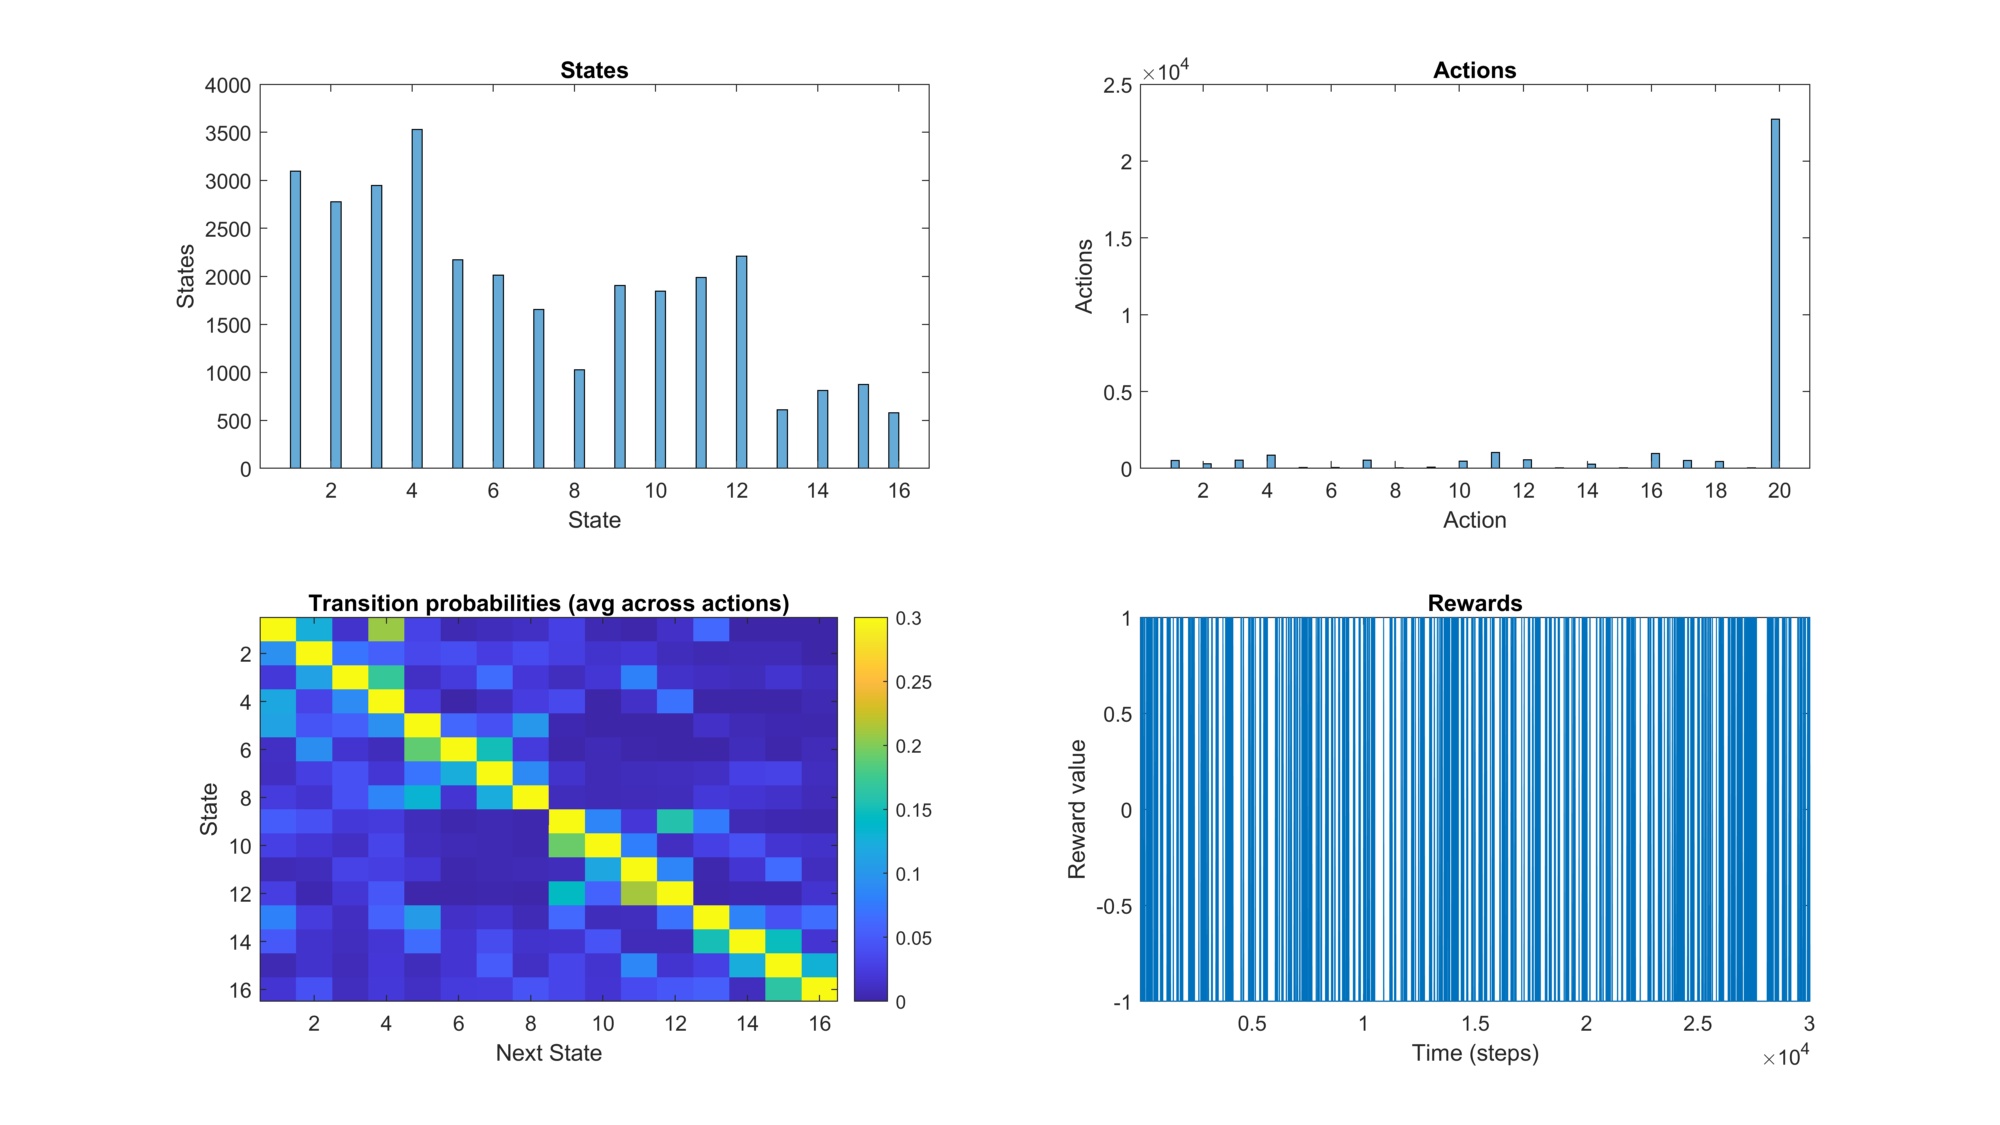 States
4000
3500
3000
2500
2000
1500
1000
500
0
States
2 4 6 8 10 12 14 16
State
Actions
×10⁴
2.5
2
1.5
1
0.5
0
Actions
2 4 6 8 10 12 14 16 18 20
Action
Transition probabilities (avg across actions)
2
4
6
8
10
12
14
16
State
2 4 6 8 10 12 14 16
Next State
0.3
0.25
0.2
0.15
0.1
0.05
0
Rewards
1
0.5
0
-0.5
-1
Reward value
0.5 1 1.5 2 2.5 3
Time (steps)
×10⁴